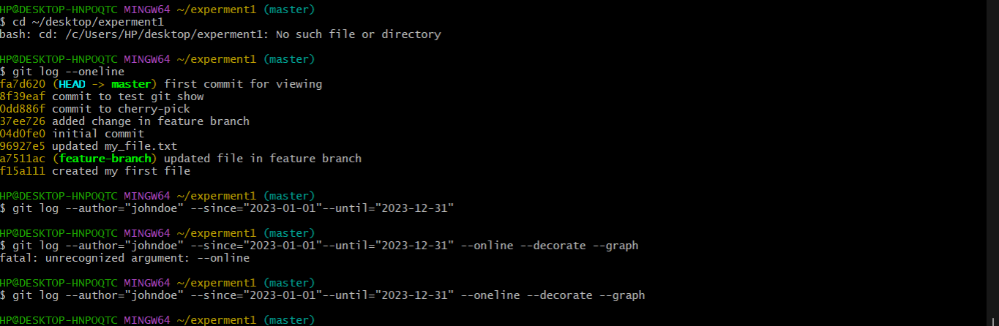 HP@DESKTOP-HNPOQTC MINGW64 ~/experment1 (master)
$ cd ~/desktop/experment1
bash: cd: /c/Users/HP/desktop/experment1: No such file or directory
HP@DESKTOP-HNPOQTC MINGW64 ~/experment1 (master)
$ git log --oneline
fa7d620 (HEAD -> master) first commit for viewing
8f39eaf commit to test git show
0dd886f commit to cherry-pick
37ee726 added change in feature branch
04d0fe0 initial commit
96927e5 updated my_file.txt
a7511ac (feature-branch) updated file in feature branch
f15a111 created my first file
HP@DESKTOP-HNPOQTC MINGW64 ~/experment1 (master)
$ git log --author="johndoe" --since="2023-01-01"--until="2023-12-31"
HP@DESKTOP-HNPOQTC MINGW64 ~/experment1 (master)
$ git log --author="johndoe" --since="2023-01-01"--until="2023-12-31" --online --decorate --graph
fatal: unrecognized argument: --online
HP@DESKTOP-HNPOQTC MINGW64 ~/experment1 (master)
$ git log --author="johndoe" --since="2023-01-01"--until="2023-12-31" --oneline --decorate --graph
HP@DESKTOP-HNPOQTC MINGW64 ~/experment1 (master)